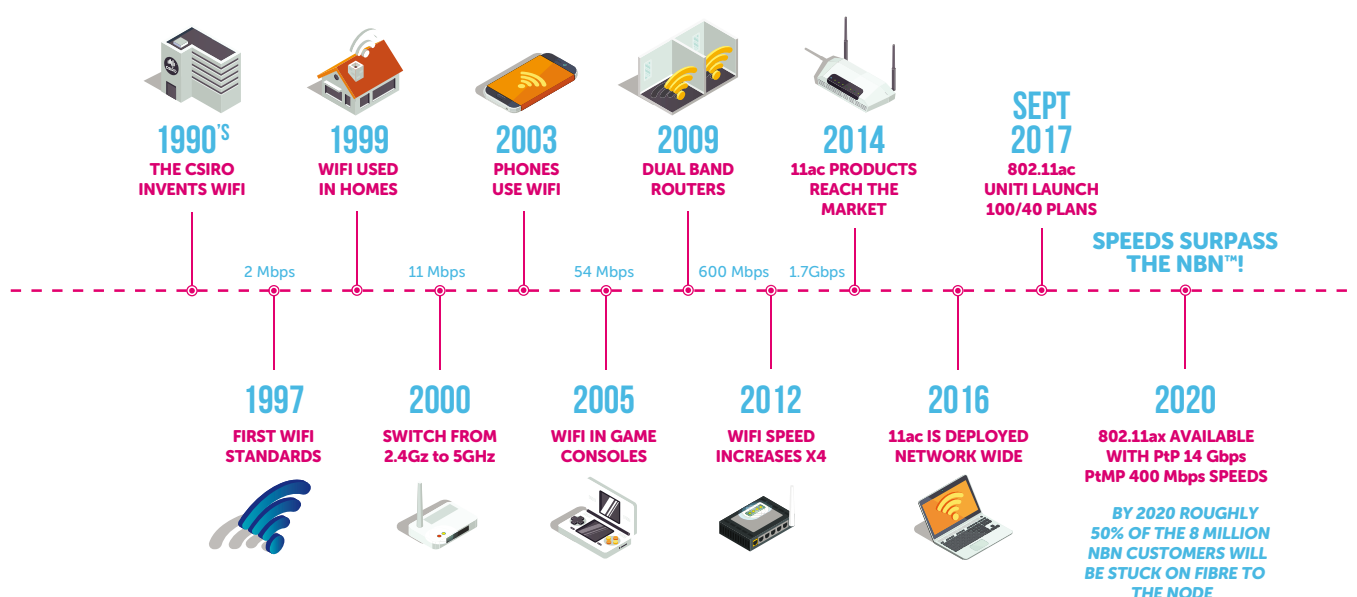 CSIRO
1990'S
THE CSIRO
INVENTS WIFI
1999
WIFI USED
IN HOMES
2003
PHONES
USE WIFI
2009
DUAL BAND
ROUTERS
2014
11ac PRODUCTS
REACH THE
MARKET
SEPT
2017
802.11ac
UNITI LAUNCH
100/40 PLANS
SPEEDS SURPASS
THE NBN™!
2 Mbps
11 Mbps
54 Mbps
600 Mbps
1.7Gbps
1997
FIRST WIFI
STANDARDS
2000
SWITCH FROM
2.4Gz to 5GHz
2005
WIFI IN GAME
CONSOLES
2012
WIFI SPEED
INCREASES X4
2016
11ac IS DEPLOYED
NETWORK WIDE
2020
802.11ax AVAILABLE
WITH PtP 14 Gbps
PtMP 400 Mbps SPEEDS
BY 2020 ROUGHLY
50% OF THE 8 MILLION
NBN CUSTOMERS WILL
BE STUCK ON FIBRE TO
THE NODE